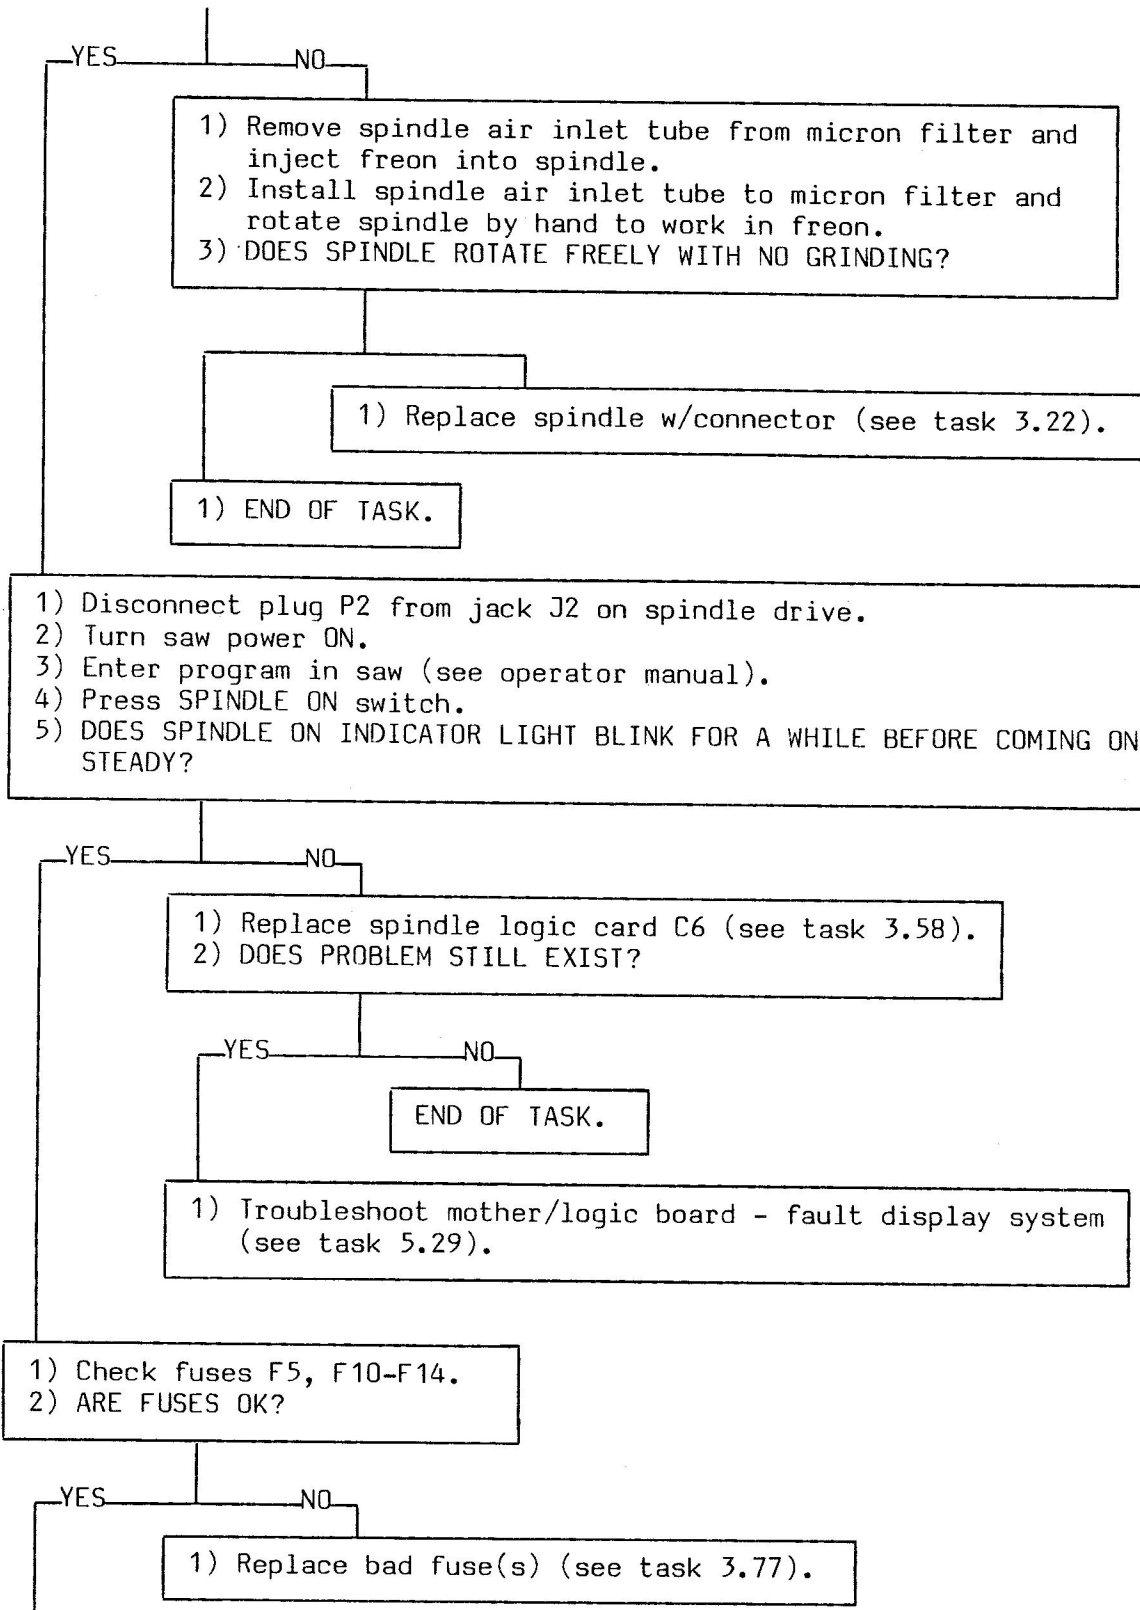 YES NO
1) Remove spindle air inlet tube from micron filter and
inject freon into spindle.
2) Install spindle air inlet tube to micron filter and
rotate spindle by hand to work in freon.
3) DOES SPINDLE ROTATE FREELY WITH NO GRINDING?
1) Replace spindle w/connector (see task 3.22).
1) END OF TASK.
1) Disconnect plug P2 from jack J2 on spindle drive.
2) Turn saw power ON.
3) Enter program in saw (see operator manual).
4) Press SPINDLE ON switch.
5) DOES SPINDLE ON INDICATOR LIGHT BLINK FOR A WHILE BEFORE COMING ON
STEADY?
YES NO
1) Replace spindle logic card C6 (see task 3.58).
2) DOES PROBLEM STILL EXIST?
YES NO
END OF TASK.
1) Troubleshoot mother/logic board - fault display system
(see task 5.29).
1) Check fuses F5, F10-F14.
2) ARE FUSES OK?
YES NO
1) Replace bad fuse(s) (see task 3.77).